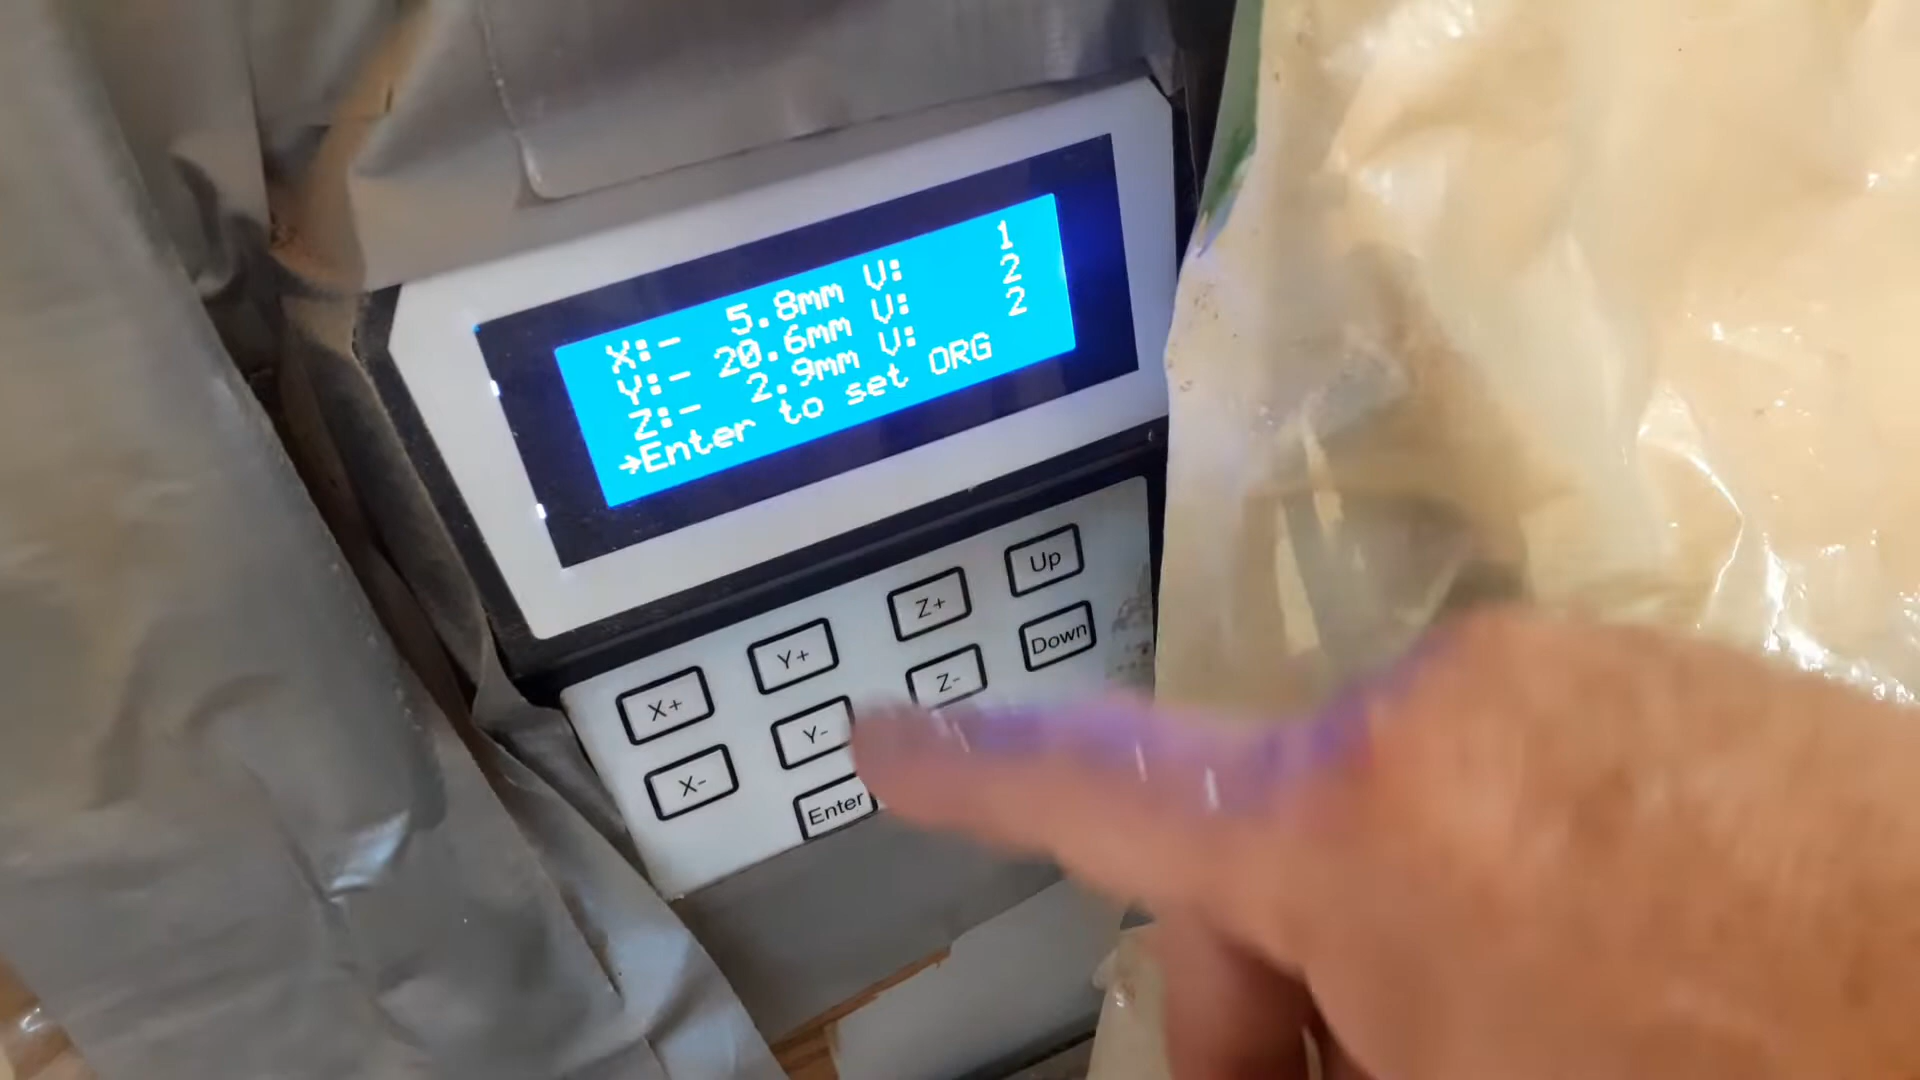 X:- 5.8mm V: 1
Y:- 20.6mm V: 2
Z:- 2.9mm V: 2
→Enter to set ORG
X+ Y+ Z+ Up
X- Y- Z- Down
Enter